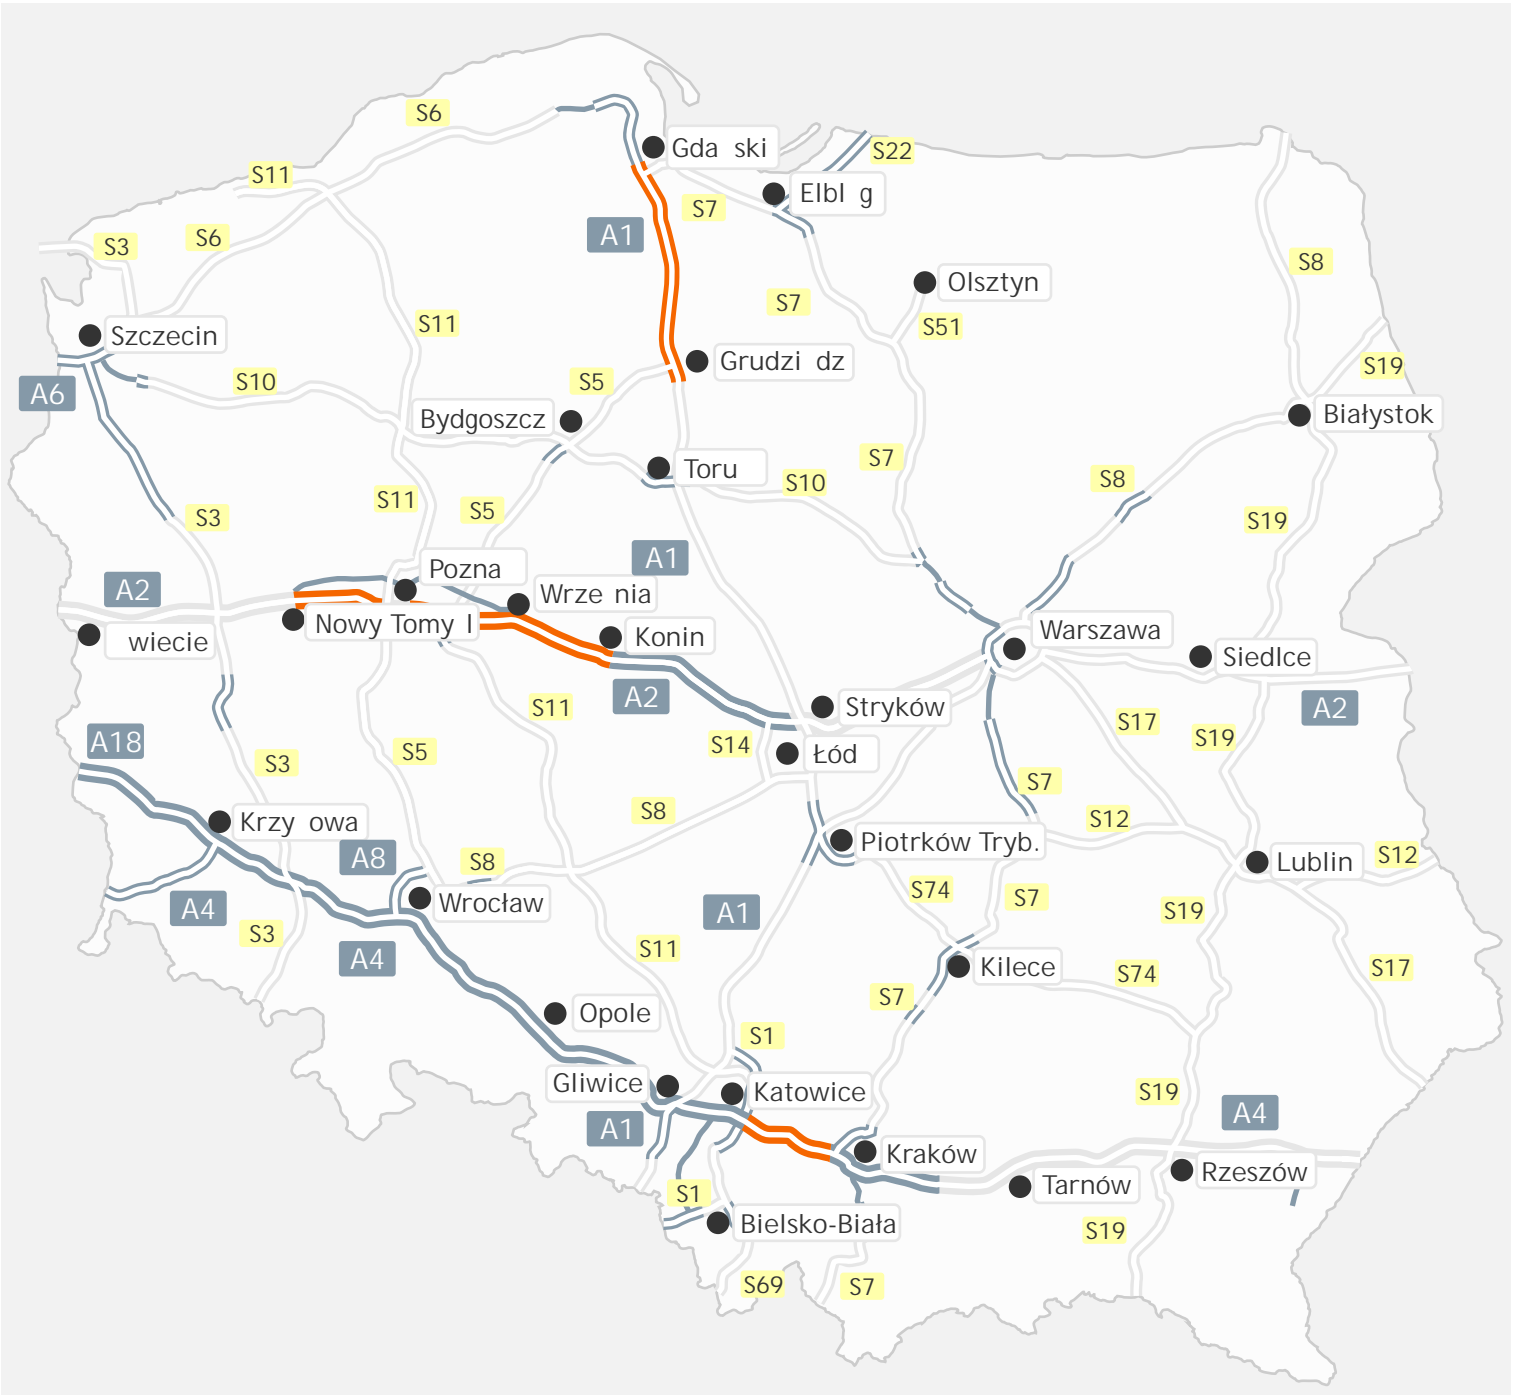 S6
Gda ski
S22
S11
Elbl g
S7
A1
S6
S3
S8
Olsztyn
S7
S11
S51
Szczecin
Grudzi dz
S19
S10
S5
A6
Białystok
Bydgoszcz
S7
Toru
S8
S10
S11
S5
S3
S19
A1
Pozna
A2
Wrze nia
Nowy Tomy l
Warszawa
Konin
wiecie
Siedlce
A2
S11
Stryków
A2
S17
S19
A18
S14
S5
Łód
S3
S7
S8
S12
Krzy owa
Piotrków Tryb.
A8
S8
S12
Lublin
S74
S7
Wrocław
A4
A1
S19
S3
S11
A4
Kilece
S17
S74
S7
Opole
S1
Gliwice
Katowice
S19
A4
A1
Kraków
Rzeszów
Tarnów
S1
Bielsko-Biała
S19
S69
S7